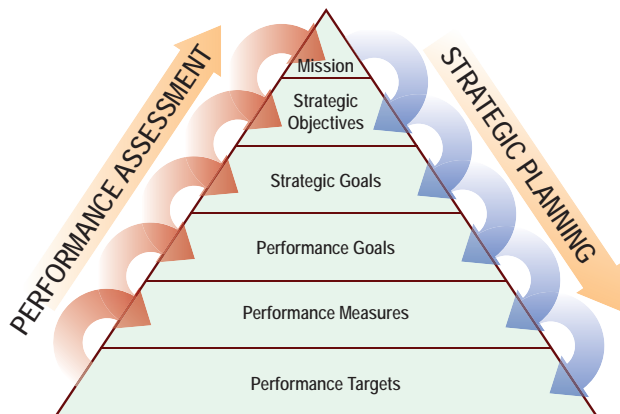 PERFORMANCE ASSESSMENT
STRATEGIC PLANNING
Mission
Strategic
Objectives
Strategic Goals
Performance Goals
Performance Measures
Performance Targets